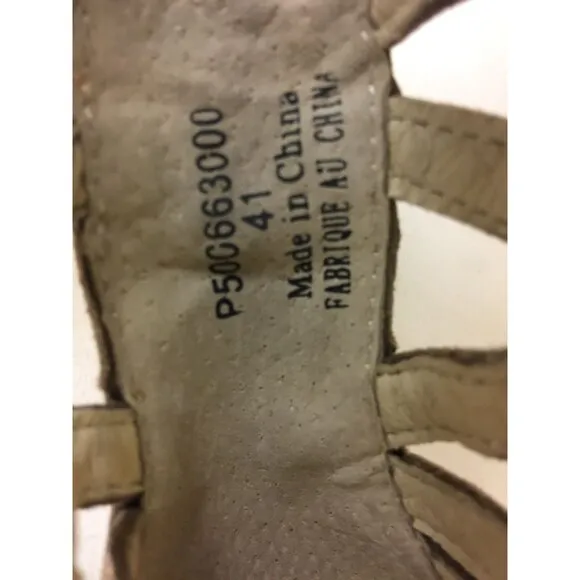 P50C663000
41
Made in China
FABRIQUE AU CHINA